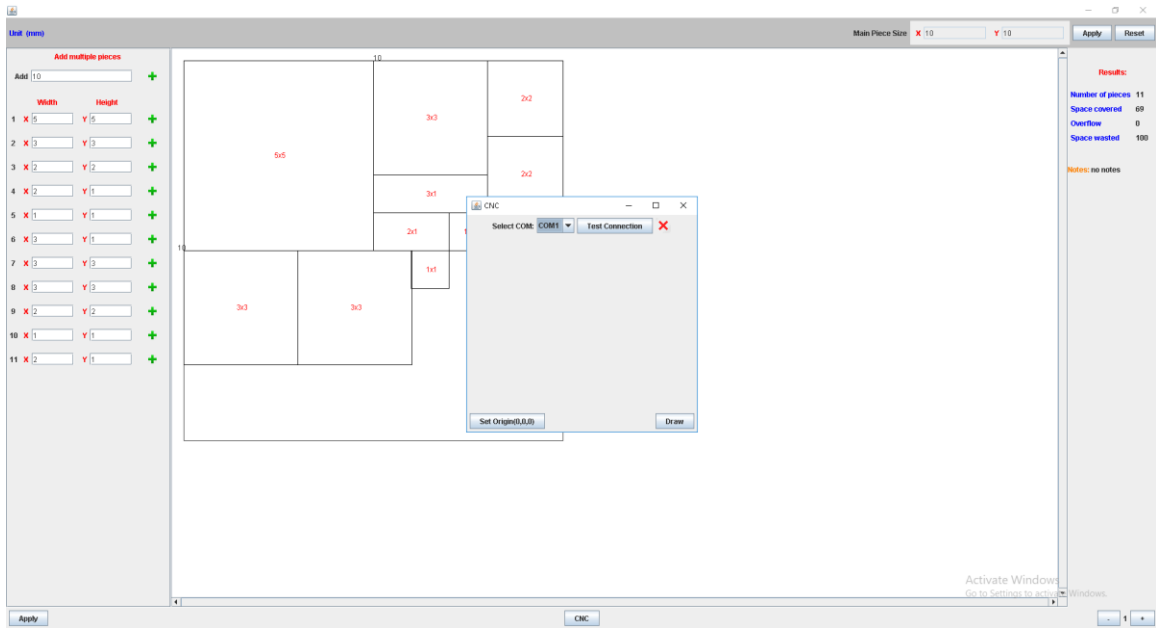 Unit (mm)
Main Piece Size X 10 Y 10 Apply Reset
Add multiple pieces
Add 10
Width Height
1 X 5 Y 5
2 X 3 Y 3
3 X 2 Y 2
4 X 2 Y 1
5 X 1 Y 1
6 X 3 Y 1
7 X 3 Y 3
8 X 3 Y 3
9 X 2 Y 2
10 X 1 Y 1
11 X 2 Y 1
10
10
5x5
3x3
2x2
2x2
3x1
2x1
1x1
3x3
3x3
CNC
Select COM: COM1 Test Connection
Set Origin(0,0,0) Draw
Results:
Number of pieces 11
Space covered 69
Overflow 0
Space wasted 100
Notes: no notes
Activate Windows
Go to Settings to activate Windows.
Apply CNC - 1 +